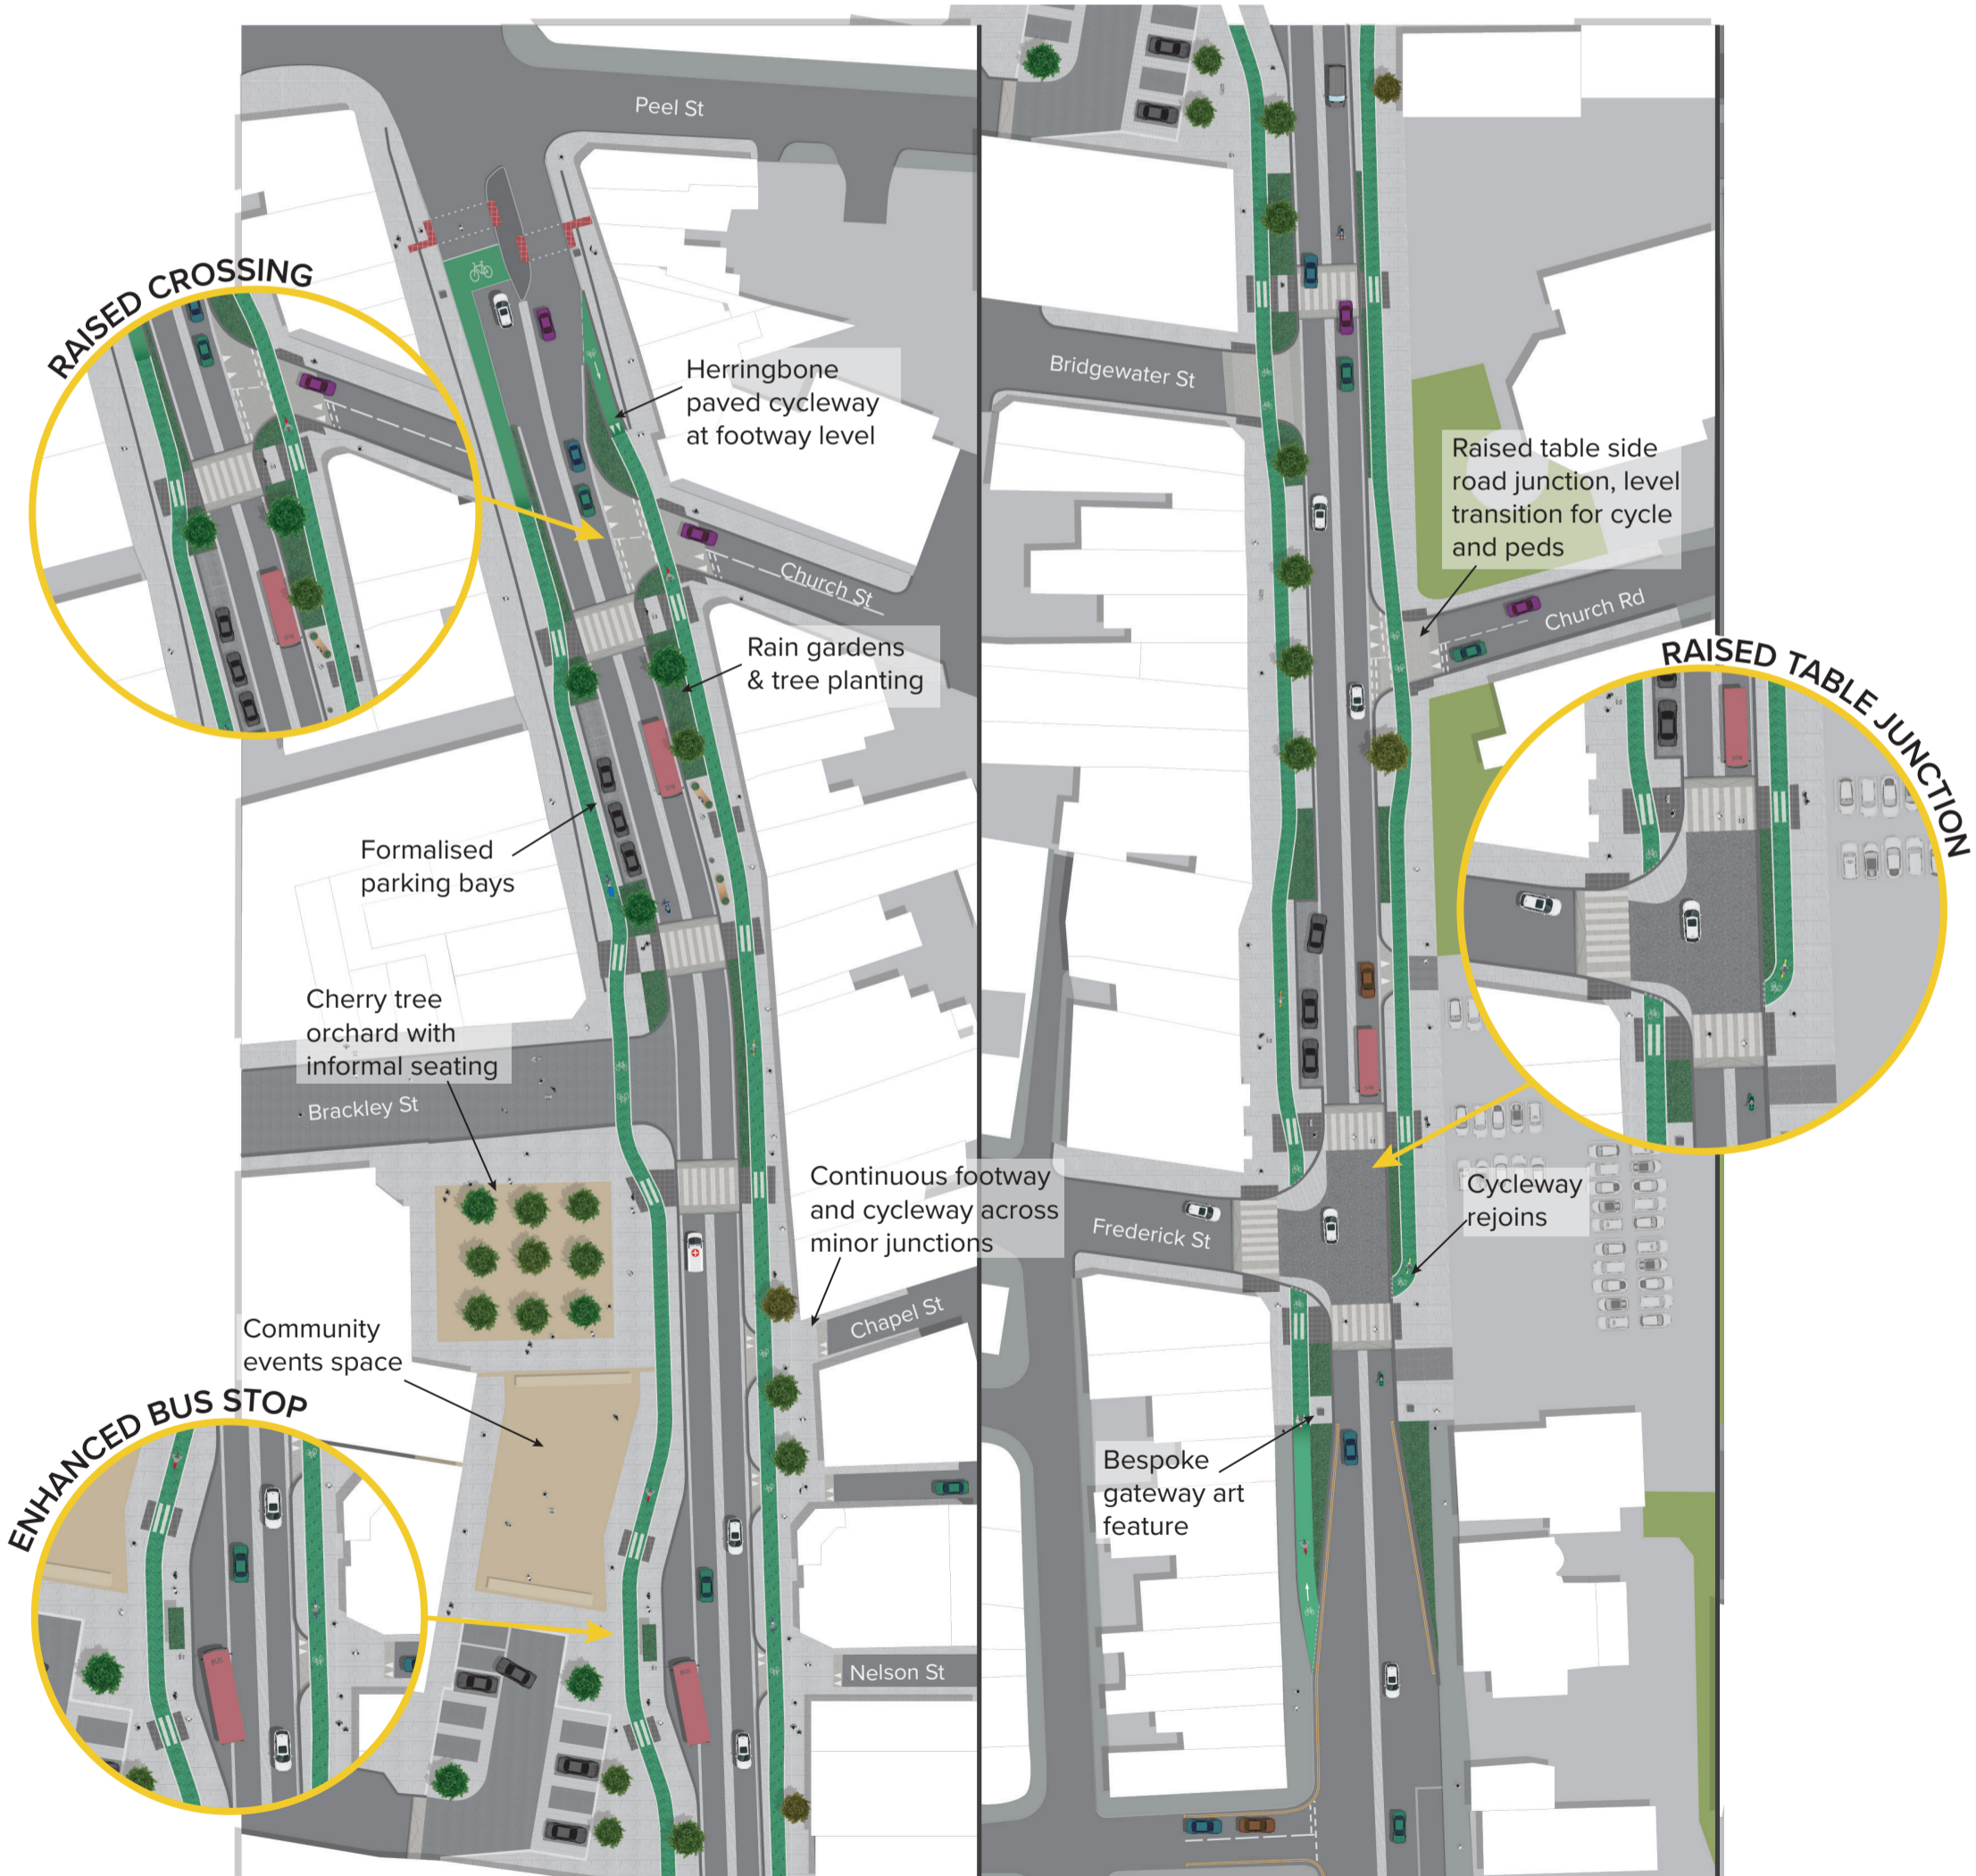 Peel St
RAISED CROSSING
Herringbone
paved cycleway
at footway level
Church St
Rain gardens
& tree planting
Formalised
parking bays
Cherry tree
orchard with
informal seating
Brackley St
Continuous footway
and cycleway across
minor junctions
Chapel St
Community
events space
ENHANCED BUS STOP
BUS
Nelson St
Bridgewater St
Raised table side
road junction, level
transition for cycle
and peds
Church Rd
RAISED TABLE JUNCTION
Frederick St
Cycleway
rejoins
Bespoke
gateway art
feature